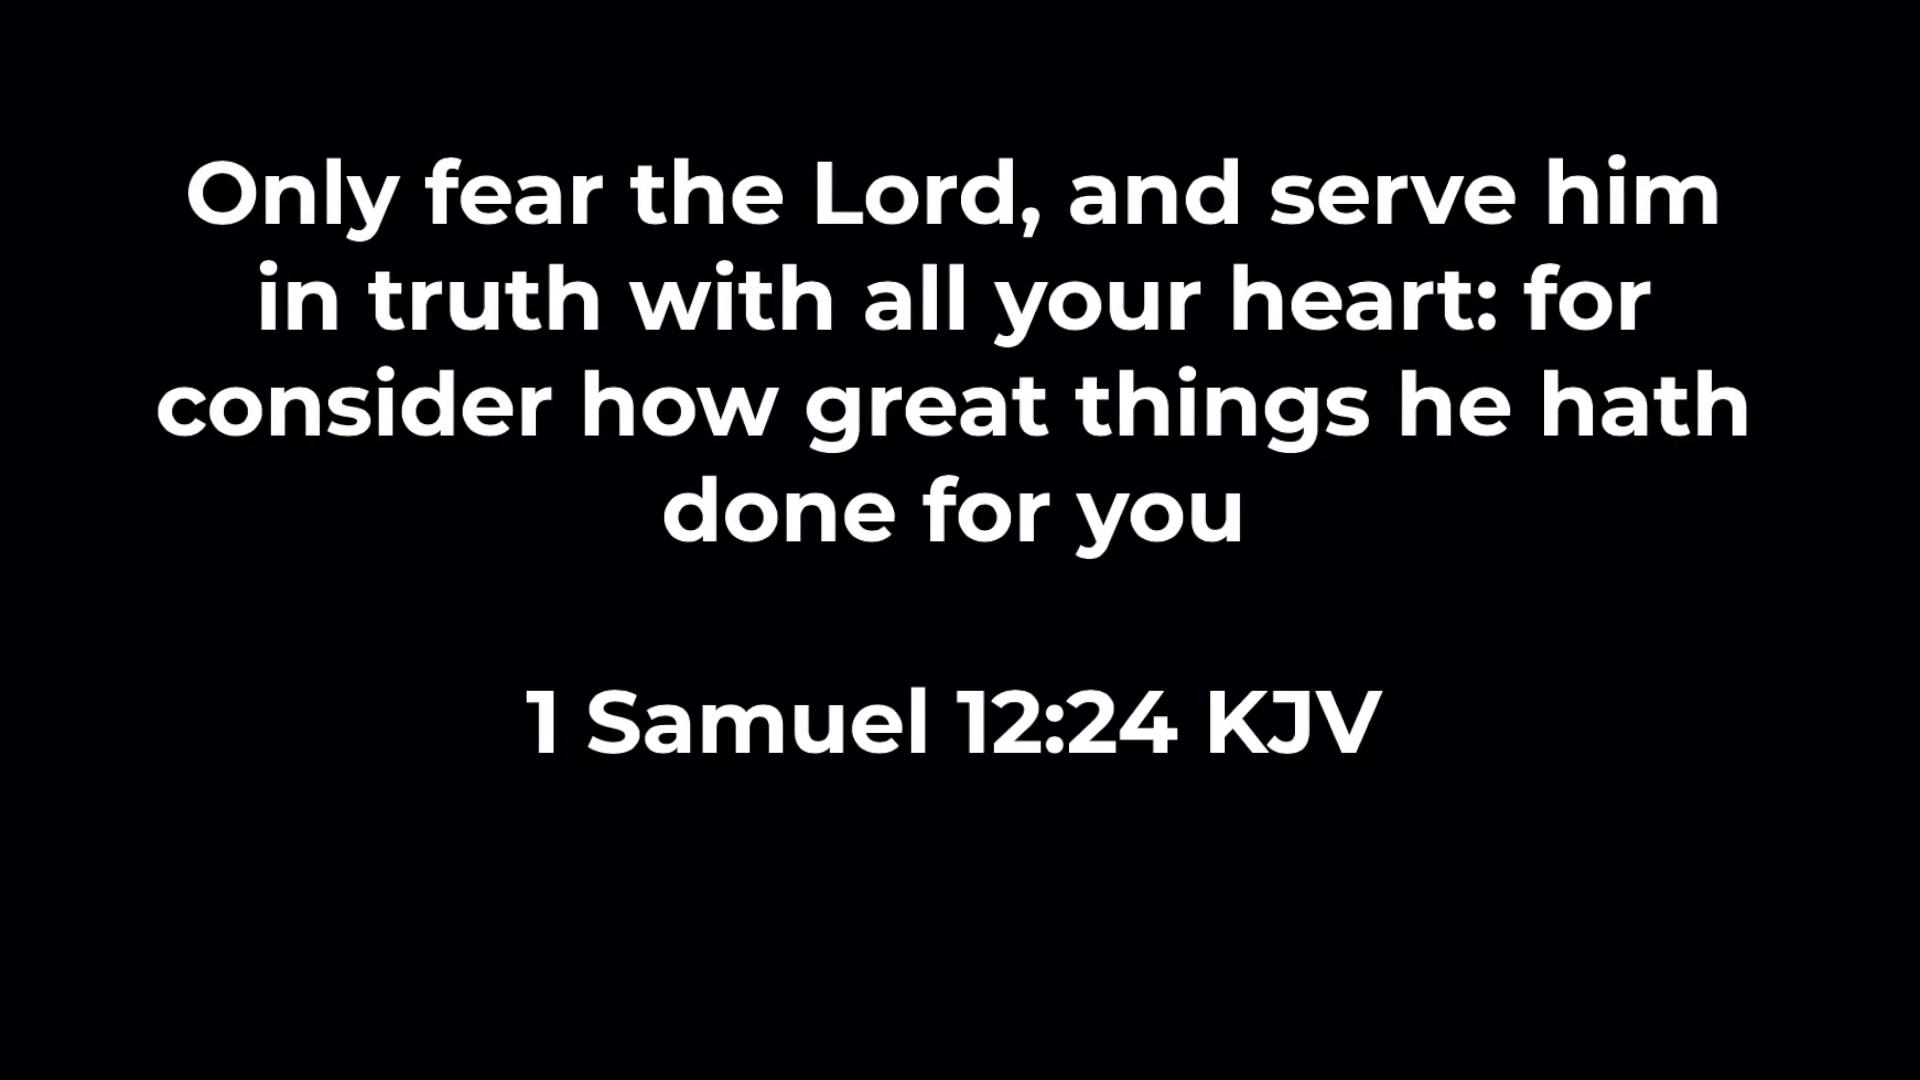 Only fear the Lord, and serve him
in truth with all your heart: for
consider how great things he hath
done for you
1 Samuel 12:24 KJV